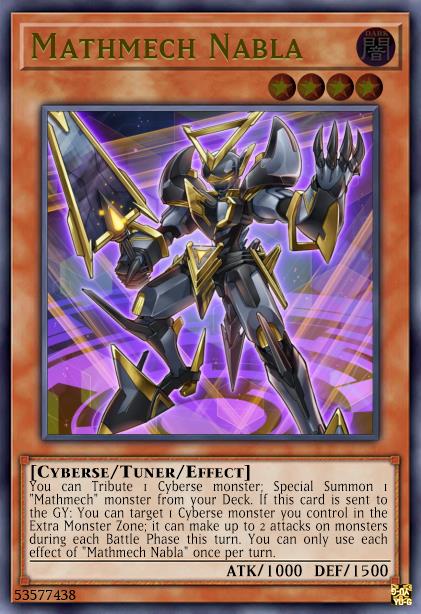 MATHMECH NABLA
DARK
闇
[CYBERSE/TUNER/EFFECT]
You can Tribute 1 Cyberse monster; Special Summon 1
"Mathmech" monster from your Deck. If this card is sent to
the GY: You can target 1 Cyberse monster you control in the
Extra Monster Zone; it can make up to 2 attacks on monsters
during each Battle Phase this turn. You can only use each
effect of "Mathmech Nabla" once per turn.
ATK/1000 DEF/1500
53577438